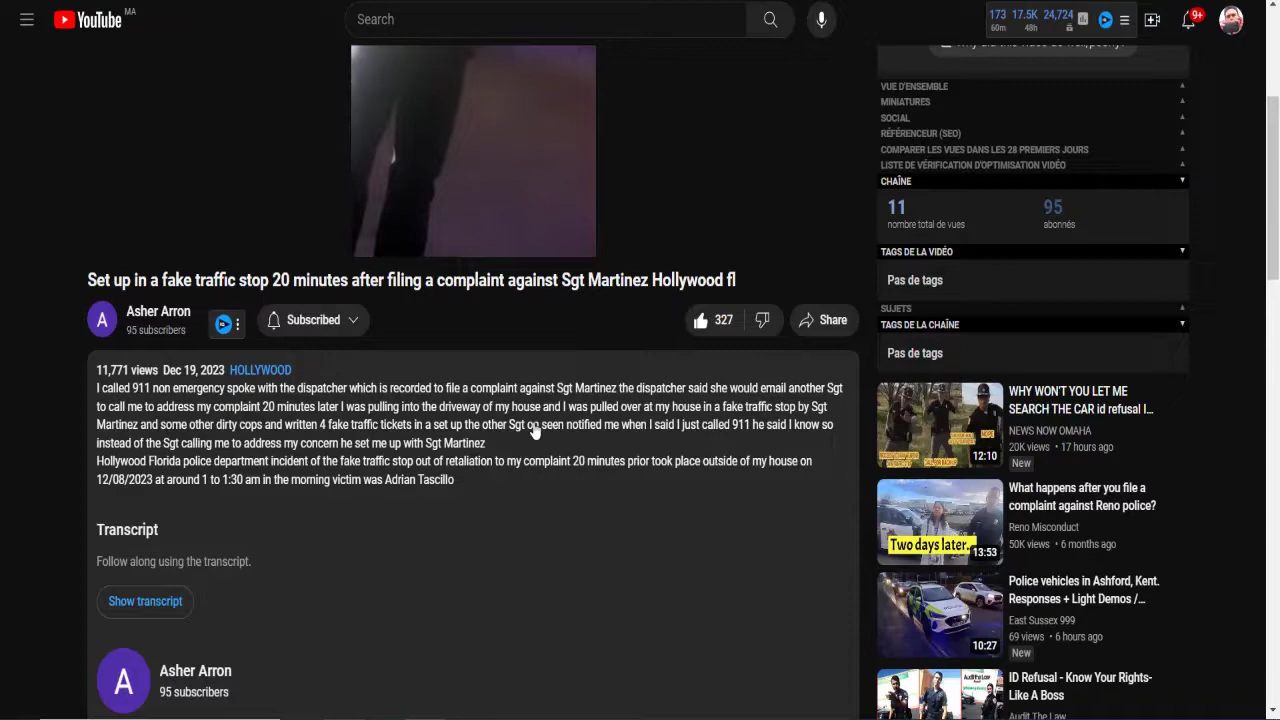 YouTube MA
Search
173 17.5K 24,724
60m 48h
9+
VUE D'ENSEMBLE
MINIATURES
SOCIAL
RÉFÉRENCEUR (SEO)
COMPARER LES VUES DANS LES 28 PREMIERS JOURS
LISTE DE VÉRIFICATION D'OPTIMISATION VIDÉO
CHAÎNE
11 95
nombre total de vues abonnés
TAGS DE LA VIDÉO
Pas de tags
SUJETS
TAGS DE LA CHAÎNE
Pas de tags
Set up in a fake traffic stop 20 minutes after filing a complaint against Sgt Martinez Hollywood fl
A
Asher Arron
95 subscribers
Subscribed
327
Share
11,771 views Dec 19, 2023 HOLLYWOOD
I called 911 non emergency spoke with the dispatcher which is recorded to file a complaint against Sgt Martinez the dispatcher said she would email another Sgt
to call me to address my complaint 20 minutes later I was pulling into the driveway of my house and I was pulled over at my house in a fake traffic stop by Sgt
Martinez and some other dirty cops and written 4 fake traffic tickets in a set up the other Sgt on seen notified me when I said I just called 911 he said I know so
instead of the Sgt calling me to address my concern he set me up with Sgt Martinez
Hollywood Florida police deparment incident of the fake traffic stop out of retaliation to my complaint 20 minutes prior took place outside of my house on
12/08/2023 at around 1 to 1:30 am in the morning victim was Adrian Tascillo
Transcript
Follow along using the transcript.
Show transcript
A
Asher Arron
95 subscribers
12:10
WHY WON'T YOU LET ME
SEARCH THE CAR id refusal I...
NEWS NOW OMAHA
20K views • 17 hours ago
New
Two days later...
13:53
What happens after you file a
complaint against Reno police?
Reno Misconduct
50K views • 6 months ago
10:27
Police vehicles in Ashford, Kent.
Responses + Light Demos /...
East Sussex 999
69 views • 6 hours ago
New
ID Refusal - Know Your Rights-
Like A Boss
Audit The Law